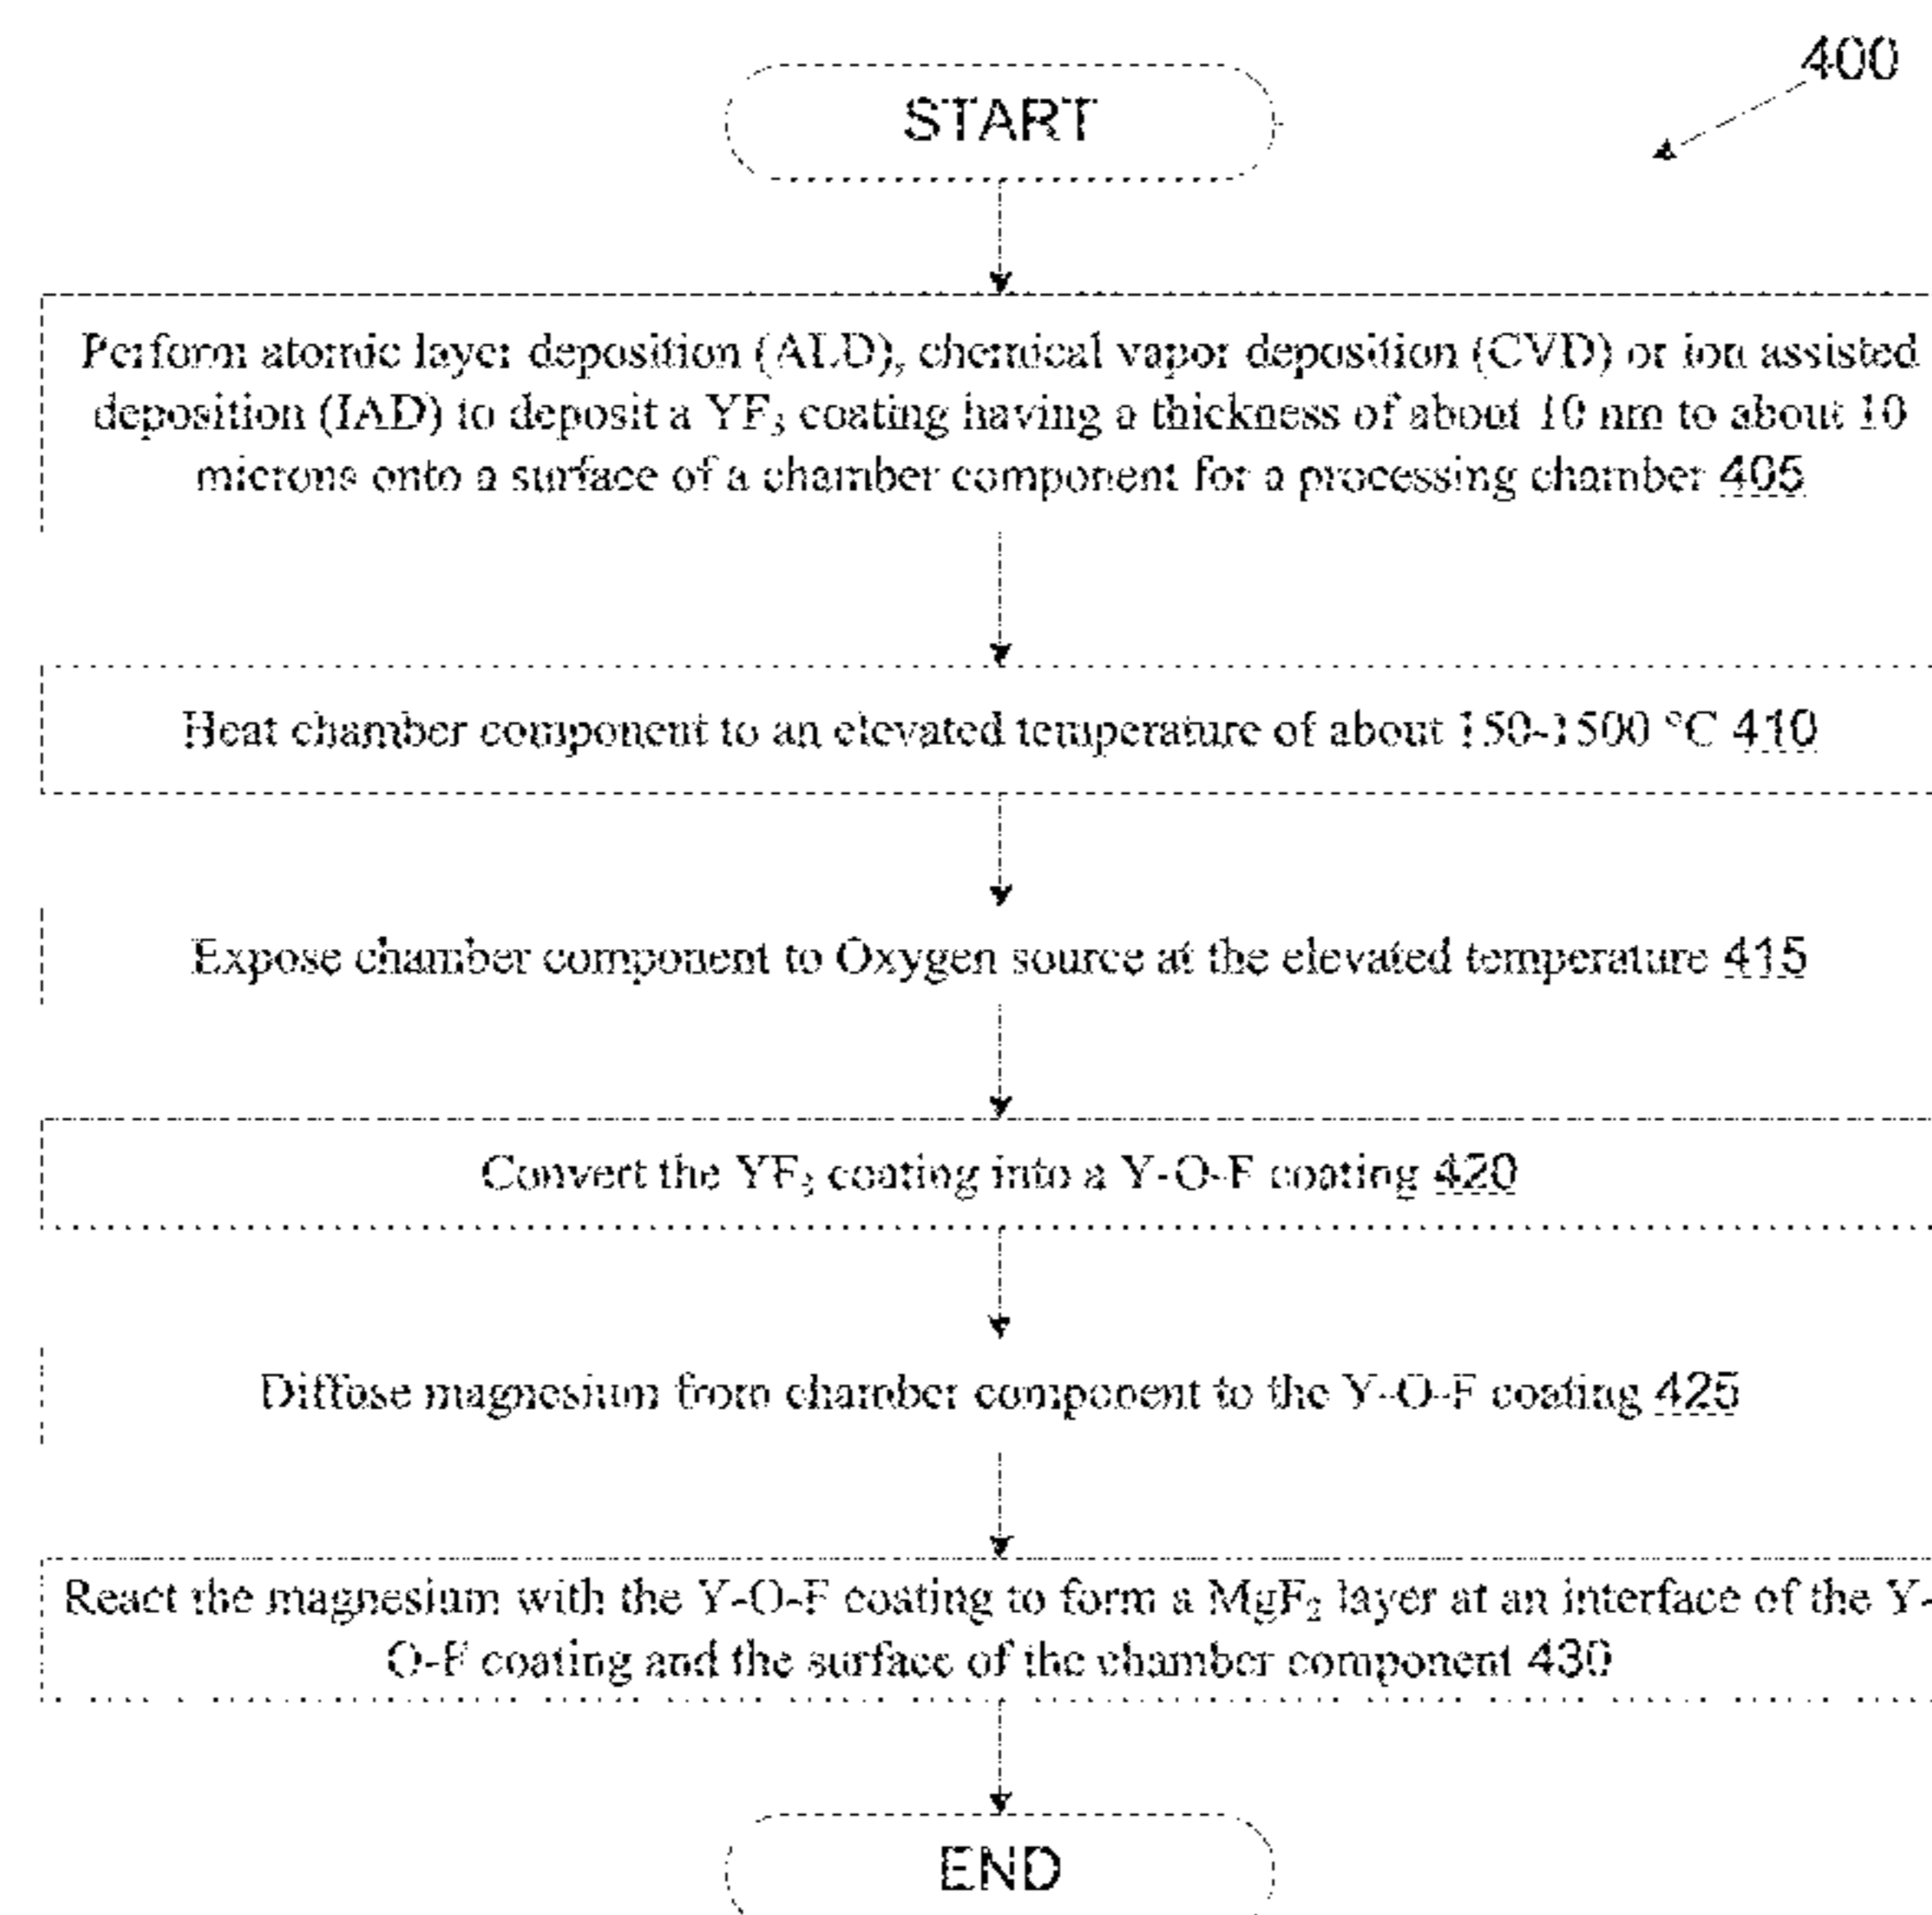 400
START
Perform atomic layer deposition (ALD), chemical vapor deposition (CVD) or ion assisted
deposition (IAD) to deposit a YF₃ coating having a thickness of about 10 nm to about 10
microns onto a surface of a chamber component for a processing chamber 405
Heat chamber component to an elevated temperature of about 150-1500 °C 410
Expose chamber component to Oxygen source at the elevated temperature 415
Convert the YF₃ coating into a Y-O-F coating 420
Diffuse magnesium from chamber component to the Y-O-F coating 425
React the magnesium with the Y-O-F coating to form a MgF₂ layer at an interface of the Y-
O-F coating and the surface of the chamber component 430
END